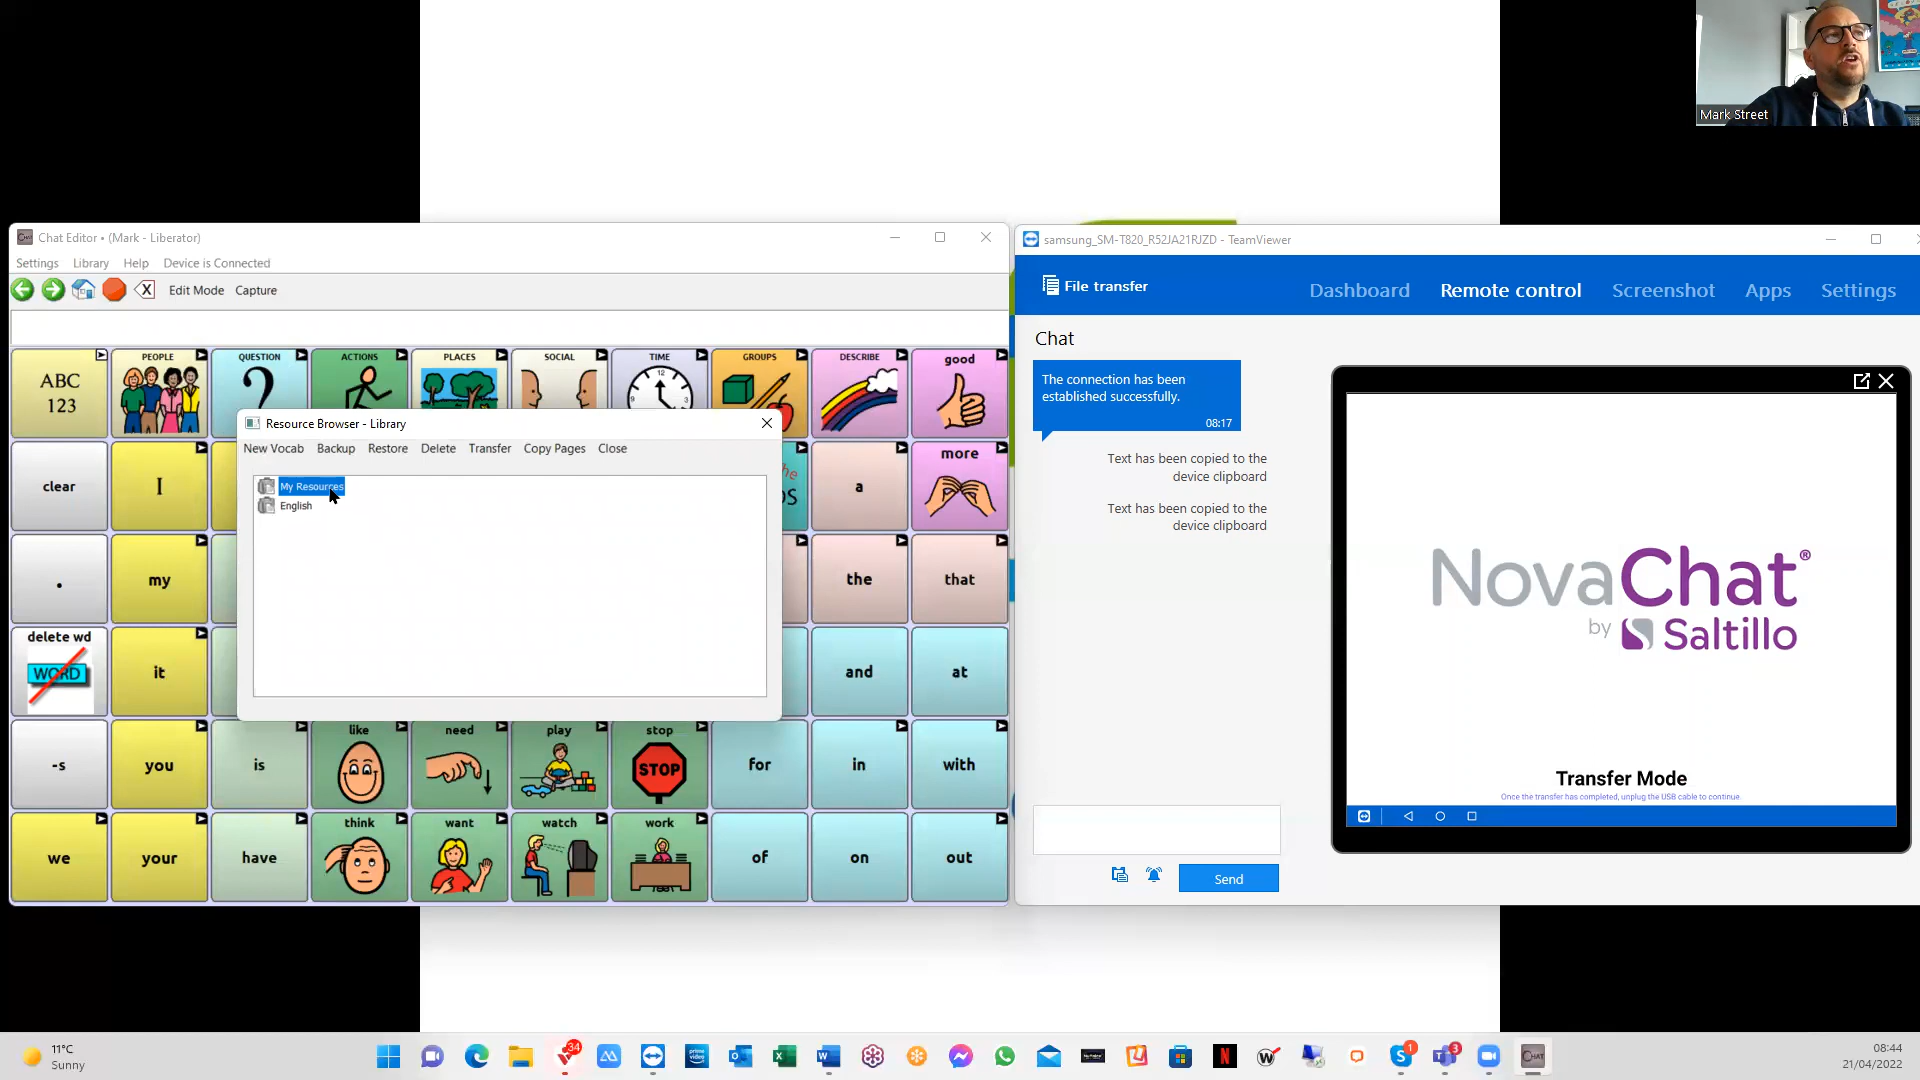 Mark Street
Chat Editor • (Mark - Liberator)
Settings Library Help Device is Connected
Edit Mode Capture
ABC
123
PEOPLE
QUESTION
?
ACTIONS
PLACES
SOCIAL
TIME
GROUPS
DESCRIBE
good
clear
I
a
more
.
my
the
that
delete wd
WORD
it
and
at
-s
you
is
like
need
play
stop
STOP
for
in
with
we
your
have
think
want
watch
work
of
on
out
Resource Browser - Library
New Vocab Backup Restore Delete Transfer Copy Pages Close
My Resources
English
samsung_SM-T820_R52JA21RJZD - TeamViewer
File transfer
Dashboard Remote control Screenshot Apps Settings
Chat
The connection has been
established successfully.
08:17
Text has been copied to the
device clipboard
Text has been copied to the
device clipboard
Send
NovaChat®
by Saltillo
Transfer Mode
Once the transfer has completed, unplug the USB cable to continue.
11°C
Sunny
34
1
3
CHAT
08:44
21/04/2022